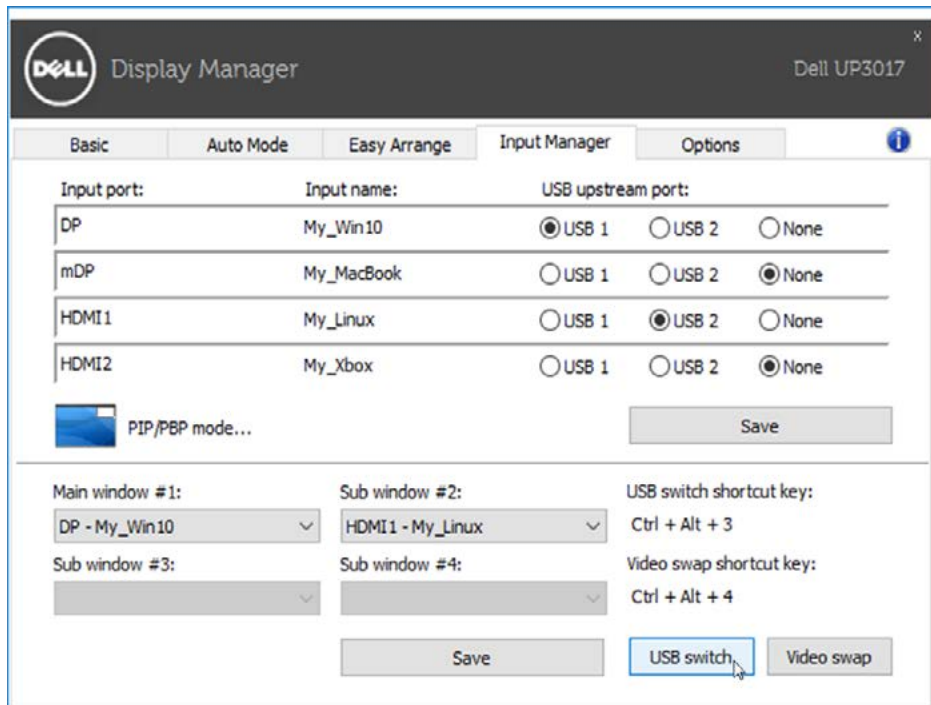 x
DELL Display Manager Dell UP3017
Basic Auto Mode Easy Arrange Input Manager Options i
Input port: Input name: USB upstream port:
DP My_Win10 USB 1 USB 2 None
mDP My_MacBook USB 1 USB 2 None
HDMI1 My_Linux USB 1 USB 2 None
HDMI2 My_Xbox USB 1 USB 2 None
PIP/PBP mode... Save
Main window #1: Sub window #2: USB switch shortcut key:
DP - My_Win10 HDMI1 - My_Linux Ctrl + Alt + 3
Sub window #3: Sub window #4: Video swap shortcut key:
Ctrl + Alt + 4
Save USB switch Video swap